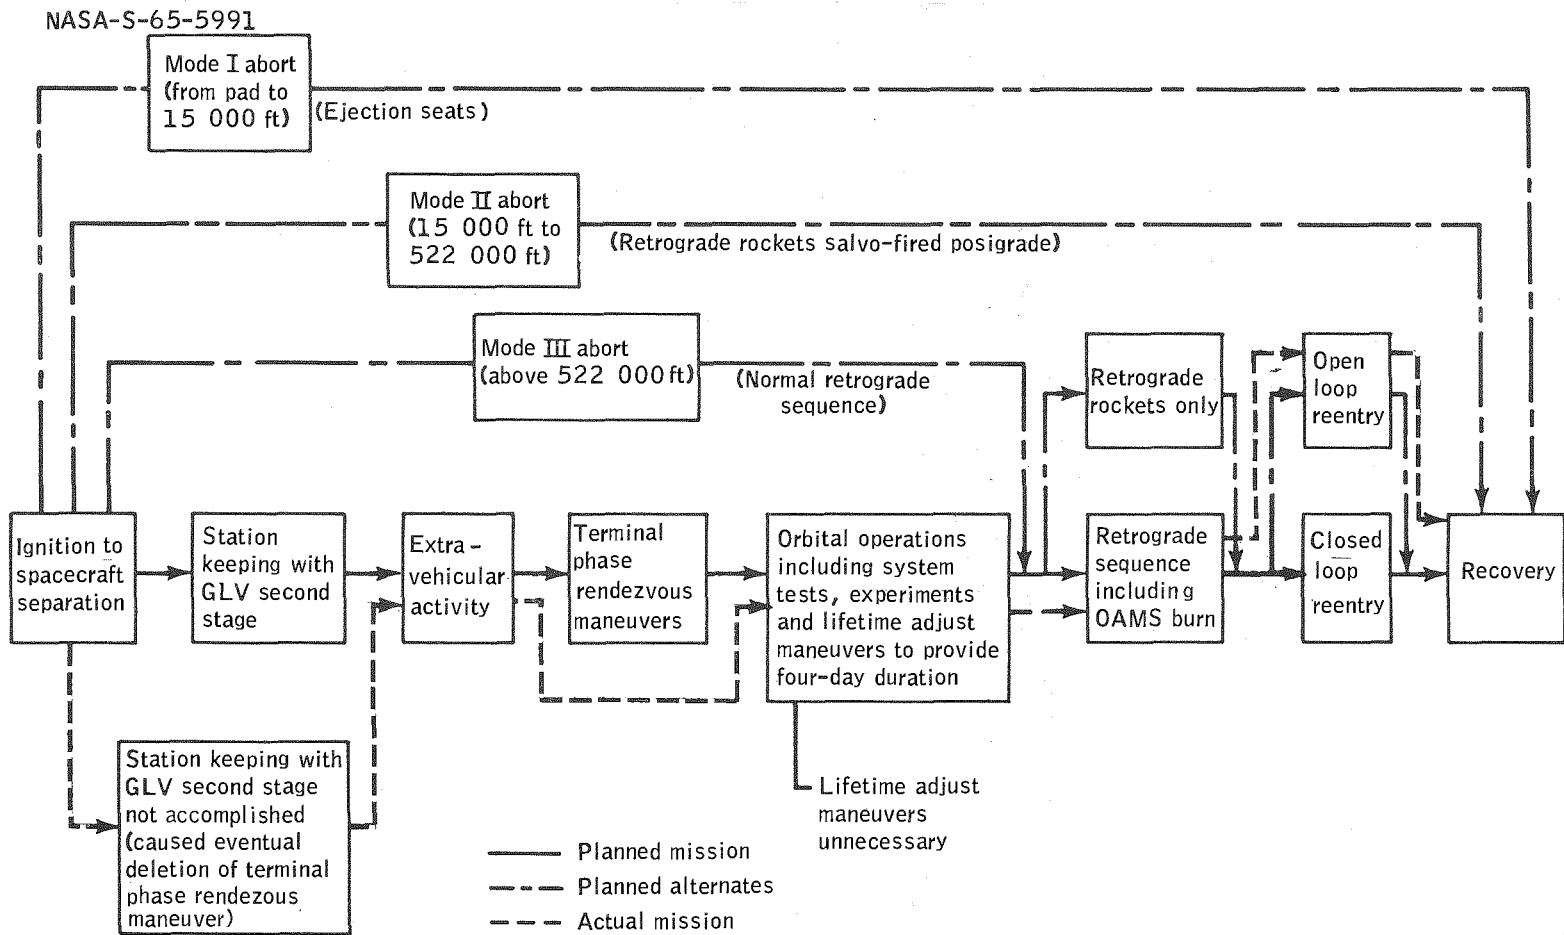 NASA-S-65-5991
Mode I abort
(from pad to
15 000 ft)
(Ejection seats)
Mode II abort
(15 000 ft to
522 000 ft)
(Retrograde rockets salvo-fired posigrade)
Mode III abort
(above 522 000 ft)
(Normal retrograde
sequence)
Retrograde
rockets only
Open
loop
reentry
Ignition to
spacecraft
separation
Station
keeping with
GLV second
stage
Extra-
vehicular
activity
Terminal
phase
rendezvous
maneuvers
Orbital operations
including system
tests, experiments
and lifetime adjust
maneuvers to provide
four-day duration
Retrograde
sequence
including
OAMS burn
Closed
loop
reentry
Recovery
Station keeping with
GLV second stage
not accomplished
(caused eventual
deletion of terminal
phase rendezous
maneuver)
Lifetime adjust
maneuvers
unnecessary
Planned mission
Planned alternates
Actual mission